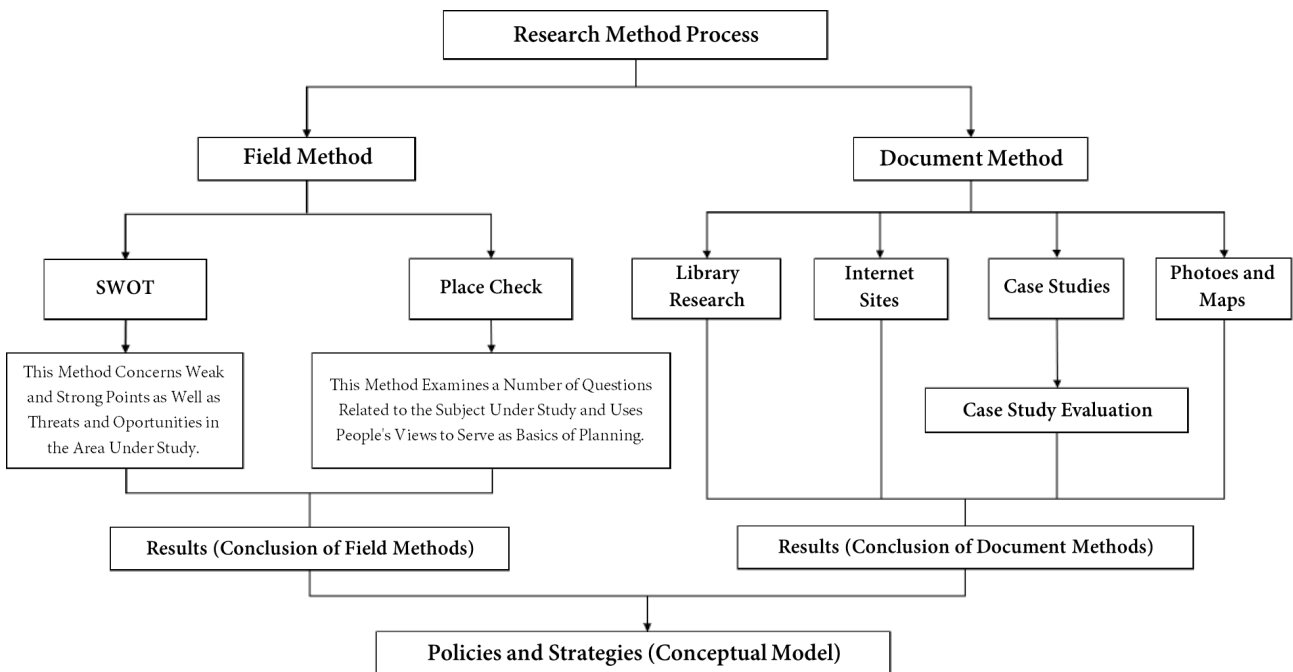 Research Method Process
Field Method
Document Method
SWOT
Place Check
Library
Research
Internet
Sites
Case Studies
Photoes and
Maps
This Method Concerns Weak
and Strong Points as Well as
Threats and Oportunities in
the Area Under Study.
This Method Examines a Number of Questions
Related to the Subject Under Study and Uses
People's Views to Serve as Basics of Planning.
Case Study Evaluation
Results (Conclusion of Field Methods)
Results (Conclusion of Document Methods)
Policies and Strategies (Conceptual Model)